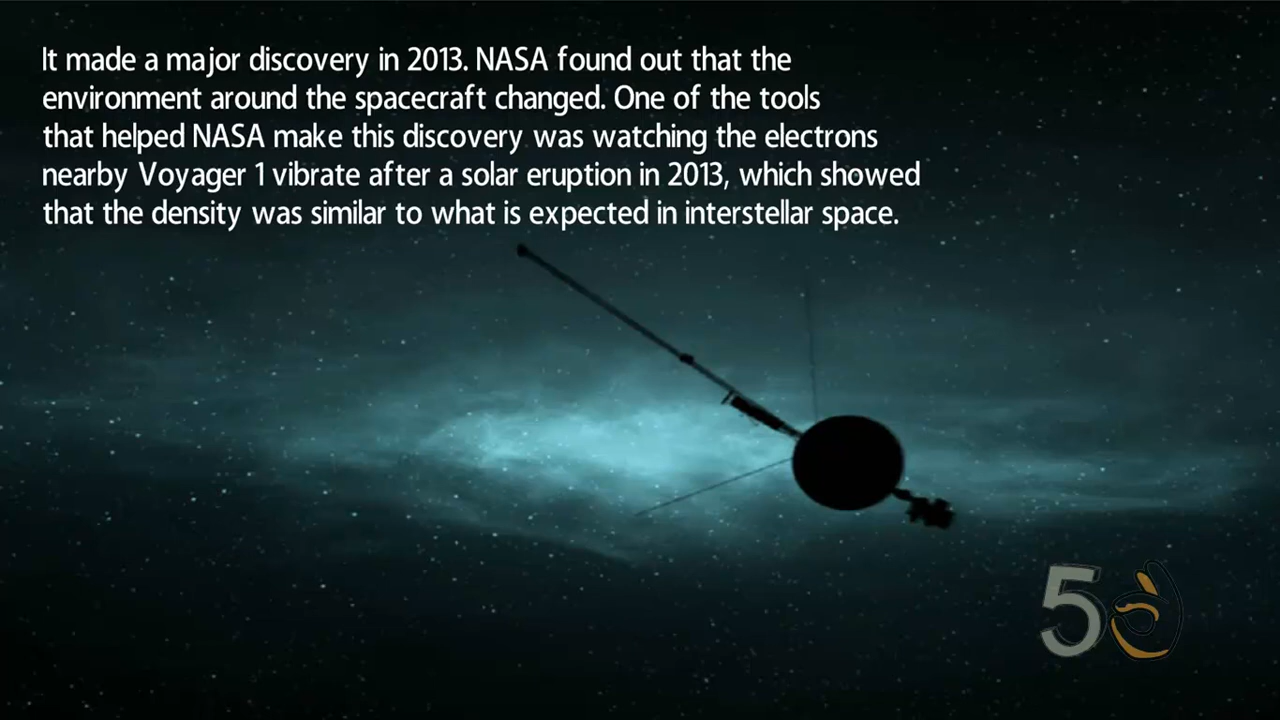 It made a major discovery in 2013. NASA found out that the
environment around the spacecraft changed. One of the tools
that helped NASA make this discovery was watching the electrons
nearby Voyager 1 vibrate after a solar eruption in 2013, which showed
that the density was similar to what is expected in interstellar space.
5